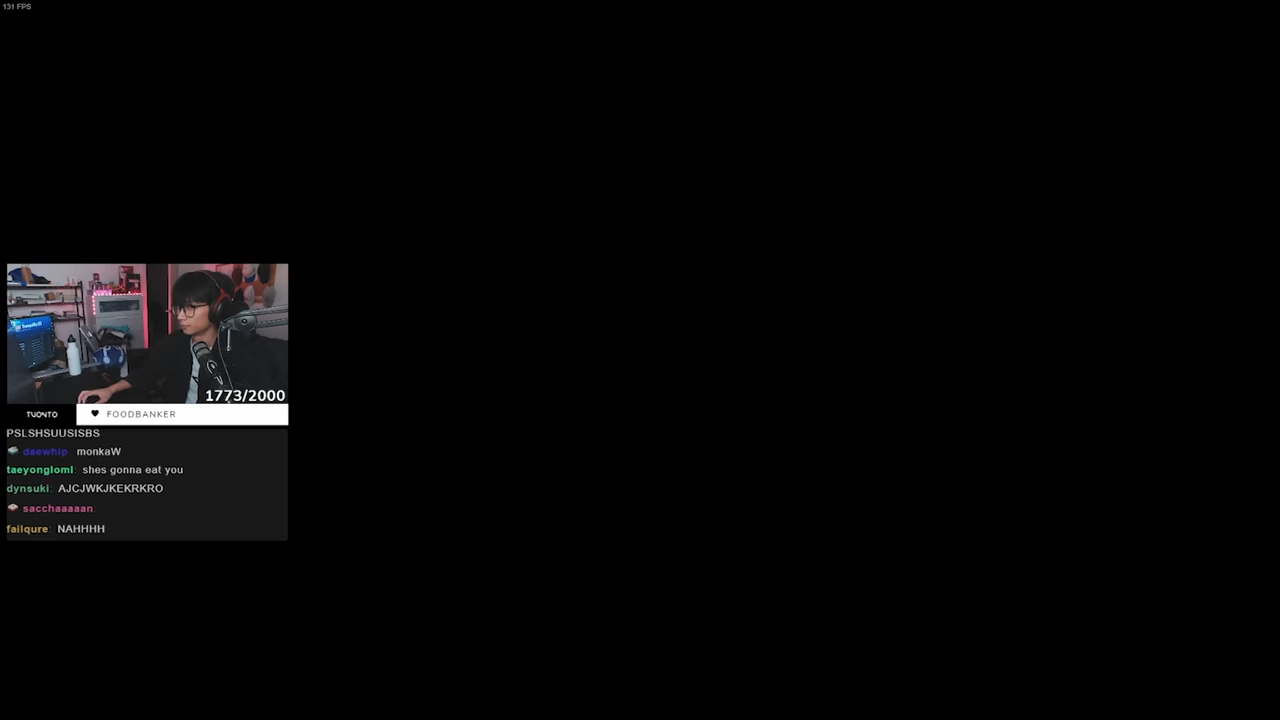 131 FPS
1773/2000
TUONTO
FOODBANKER
PSLSHSUUSISBS
daewhip: monkaW
taeyongloml: shes gonna eat you
dynsuki: AJCJWKJKEKRKRO
sacchaaaaan:
failqure: NAHHHH